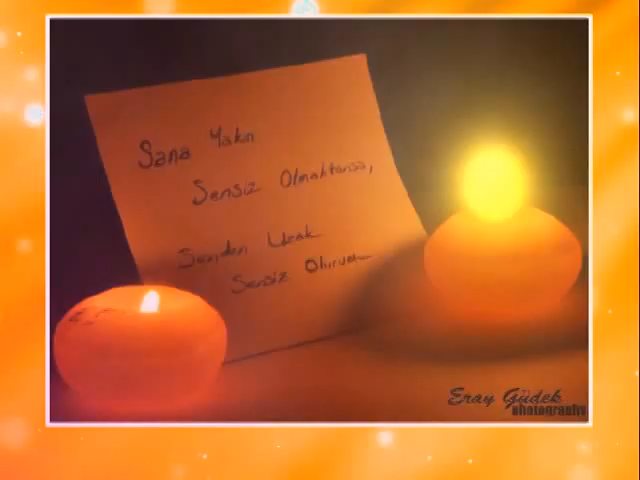 Sana Yakın
Sensiz Olmaktansa,
Senden Uzak
Sensiz Olurum
Eray Güdek
photography